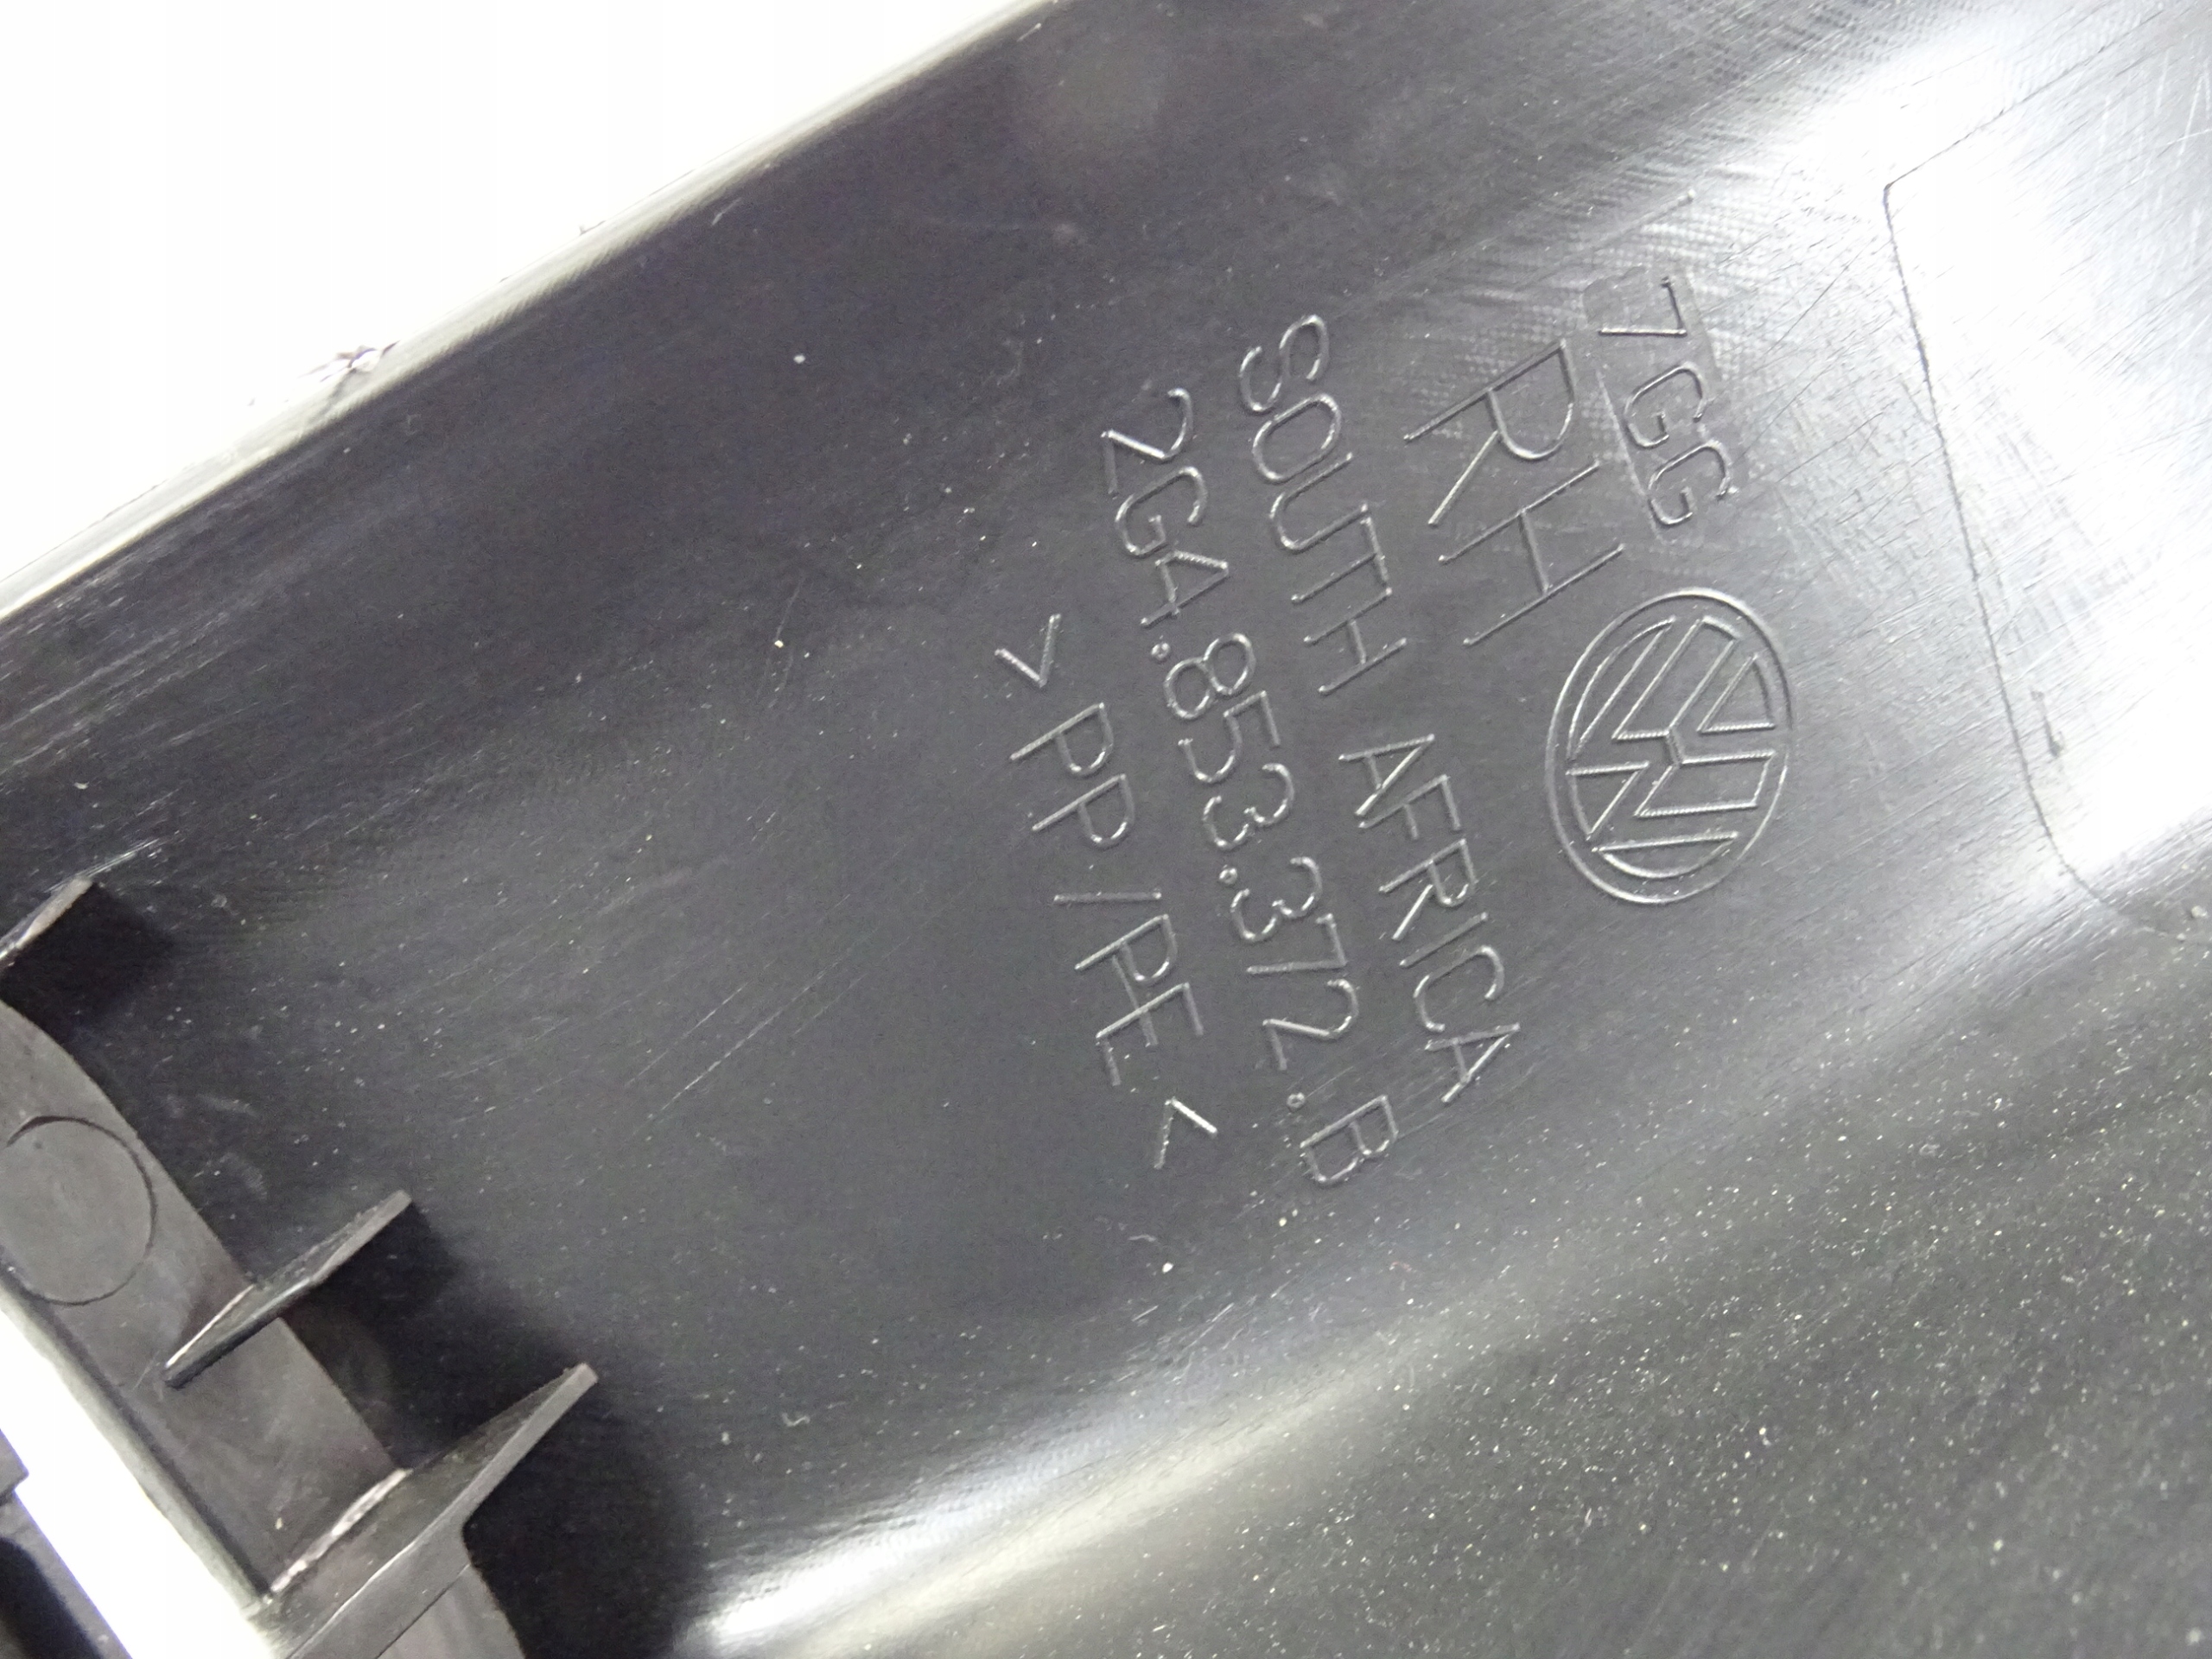 7GG
RH
SOUTH AFRICA
2G4.853.372.B
> PP/PE <